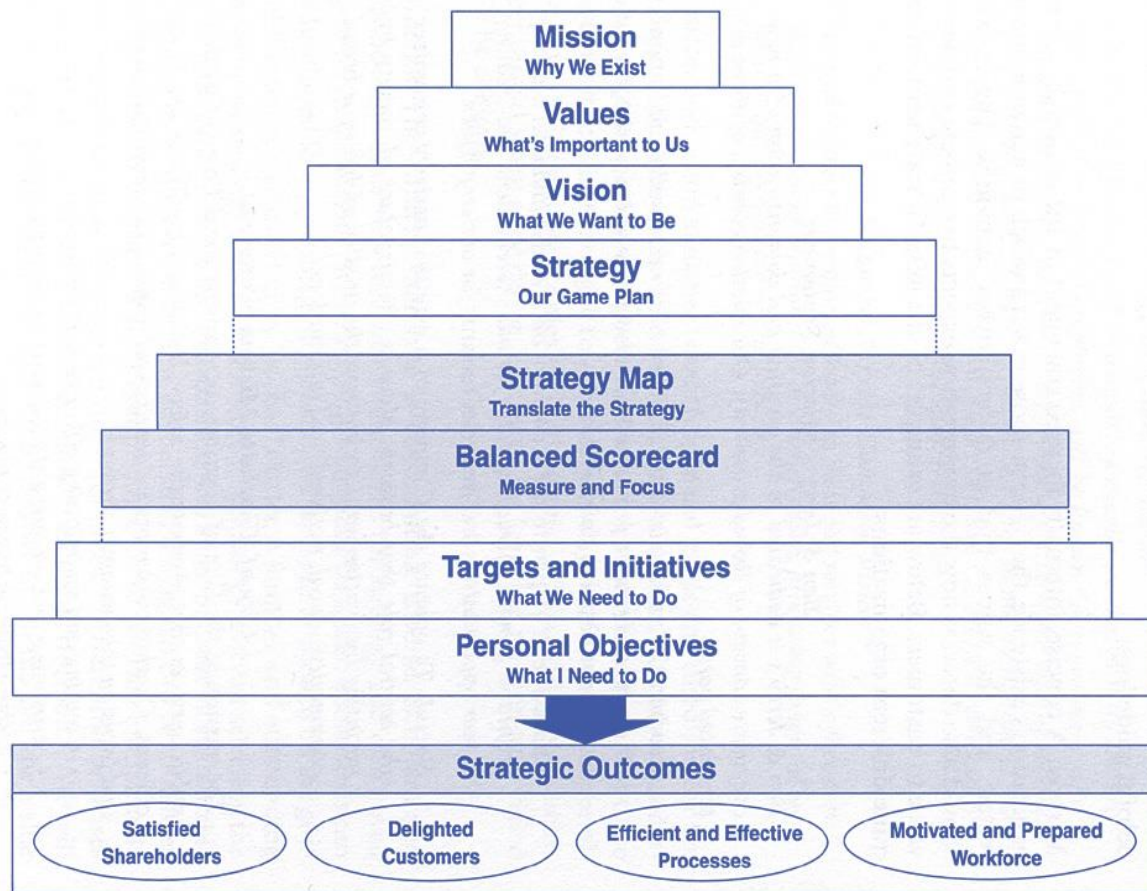 Mission
Why We Exist
Values
What's Important to Us
Vision
What We Want to Be
Strategy
Our Game Plan
Strategy Map
Translate the Strategy
Balanced Scorecard
Measure and Focus
Targets and Initiatives
What We Need to Do
Personal Objectives
What I Need to Do
Strategic Outcomes
Satisfied
Shareholders
Delighted
Customers
Efficient and Effective
Processes
Motivated and Prepared
Workforce